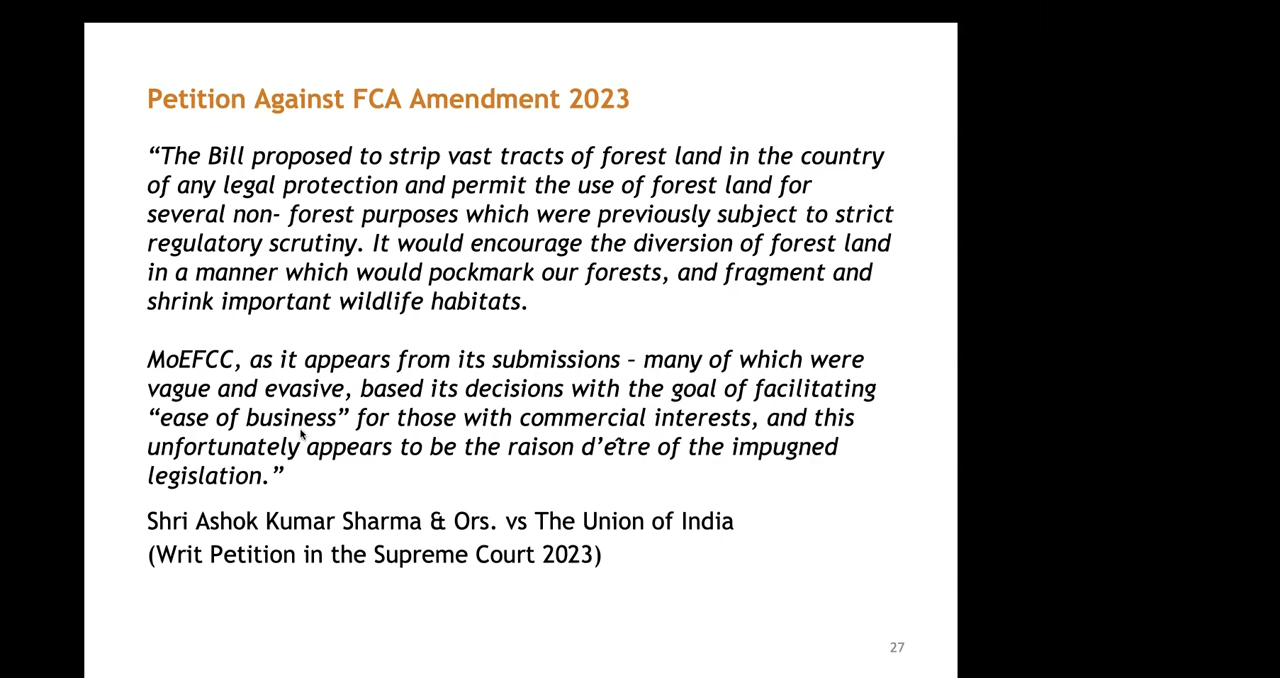 Petition Against FCA Amendment 2023
“The Bill proposed to strip vast tracts of forest land in the country
of any legal protection and permit the use of forest land for
several non- forest purposes which were previously subject to strict
regulatory scrutiny. It would encourage the diversion of forest land
in a manner which would pockmark our forests, and fragment and
shrink important wildlife habitats.
MoEFCC, as it appears from its submissions – many of which were
vague and evasive, based its decisions with the goal of facilitating
“ease of business” for those with commercial interests, and this
unfortunately appears to be the raison d’etre of the impugned
legislation.”
Shri Ashok Kumar Sharma & Ors. vs The Union of India
(Writ Petition in the Supreme Court 2023)
27